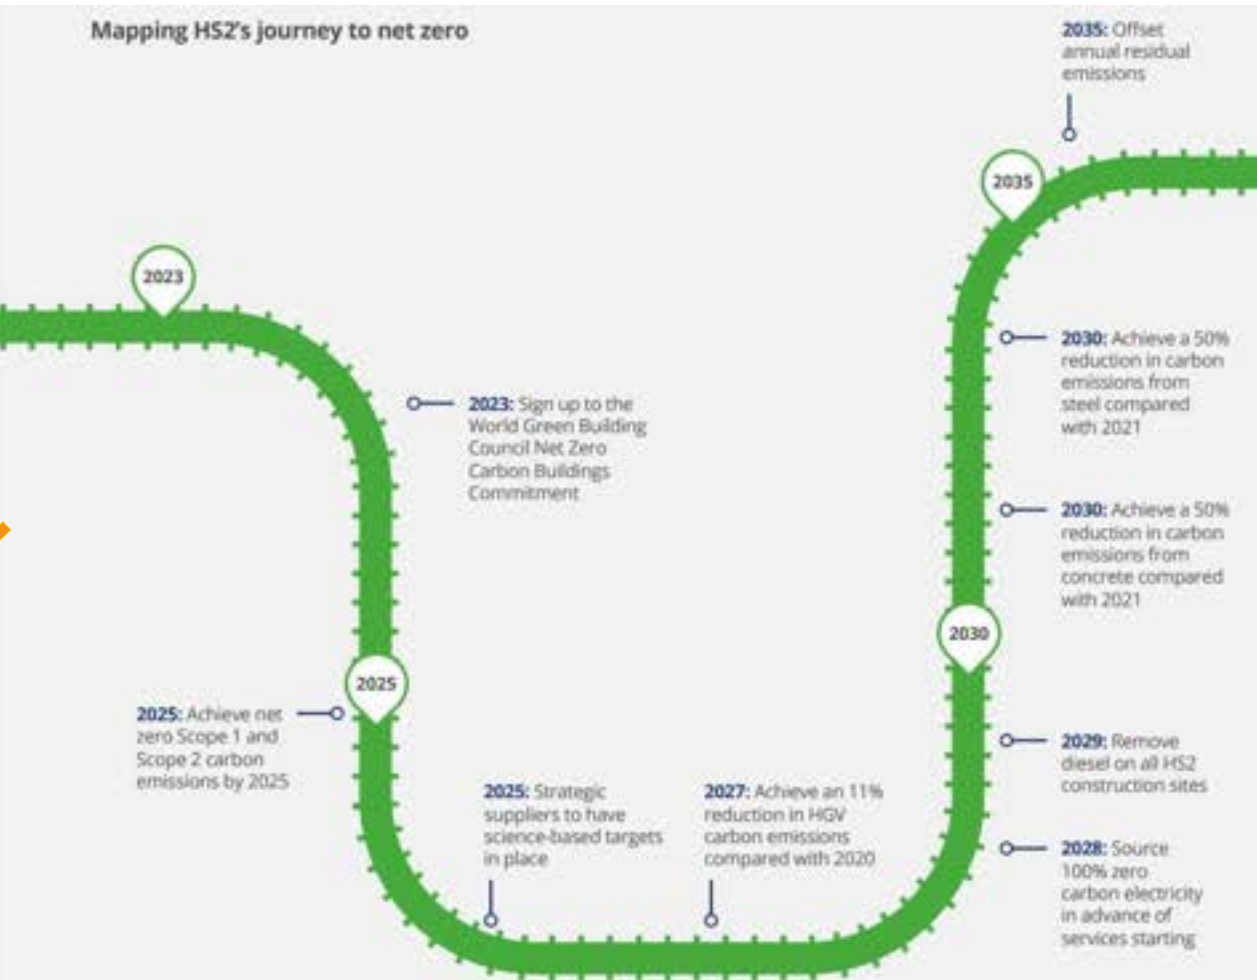 Mapping HS2's journey to net zero
2023
2023: Sign up to the
World Green Building
Council Net Zero
Carbon Buildings
Commitment
2025
2025: Achieve net
zero Scope 1 and
Scope 2 carbon
emissions by 2025
2025: Strategic
suppliers to have
science-based targets
in place
2027: Achieve an 11%
reduction in HGV
carbon emissions
compared with 2020
2028: Source
100% zero
carbon electricity
in advance of
services starting
2029: Remove
diesel on all HS2
construction sites
2030
2030: Achieve a 50%
reduction in carbon
emissions from
concrete compared
with 2021
2030: Achieve a 50%
reduction in carbon
emissions from
steel compared
with 2021
2035
2035: Offset
annual residual
emissions